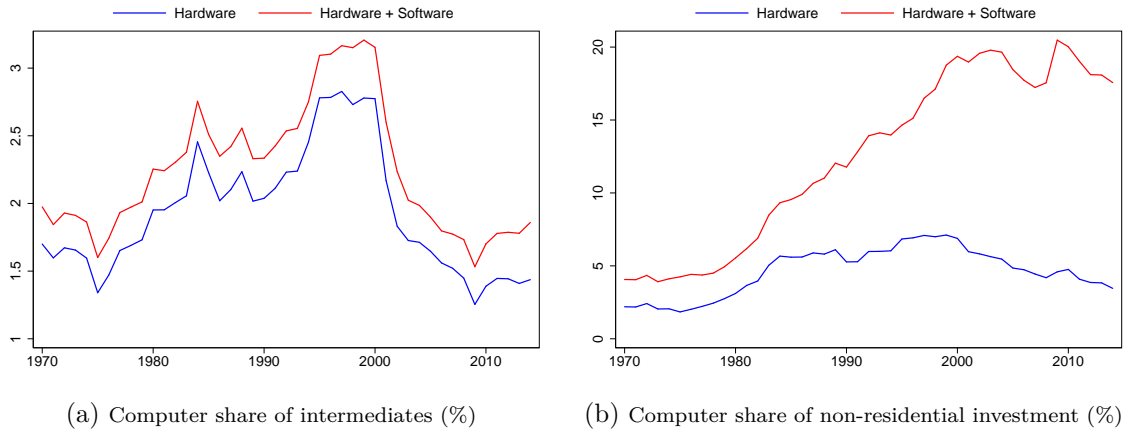 Hardware Hardware + Software
3
2.5
2
1.5
1
1970 1980 1990 2000 2010
(a) Computer share of intermediates (%)
Hardware Hardware + Software
20
15
10
5
0
1970 1980 1990 2000 2010
(b) Computer share of non-residential investment (%)